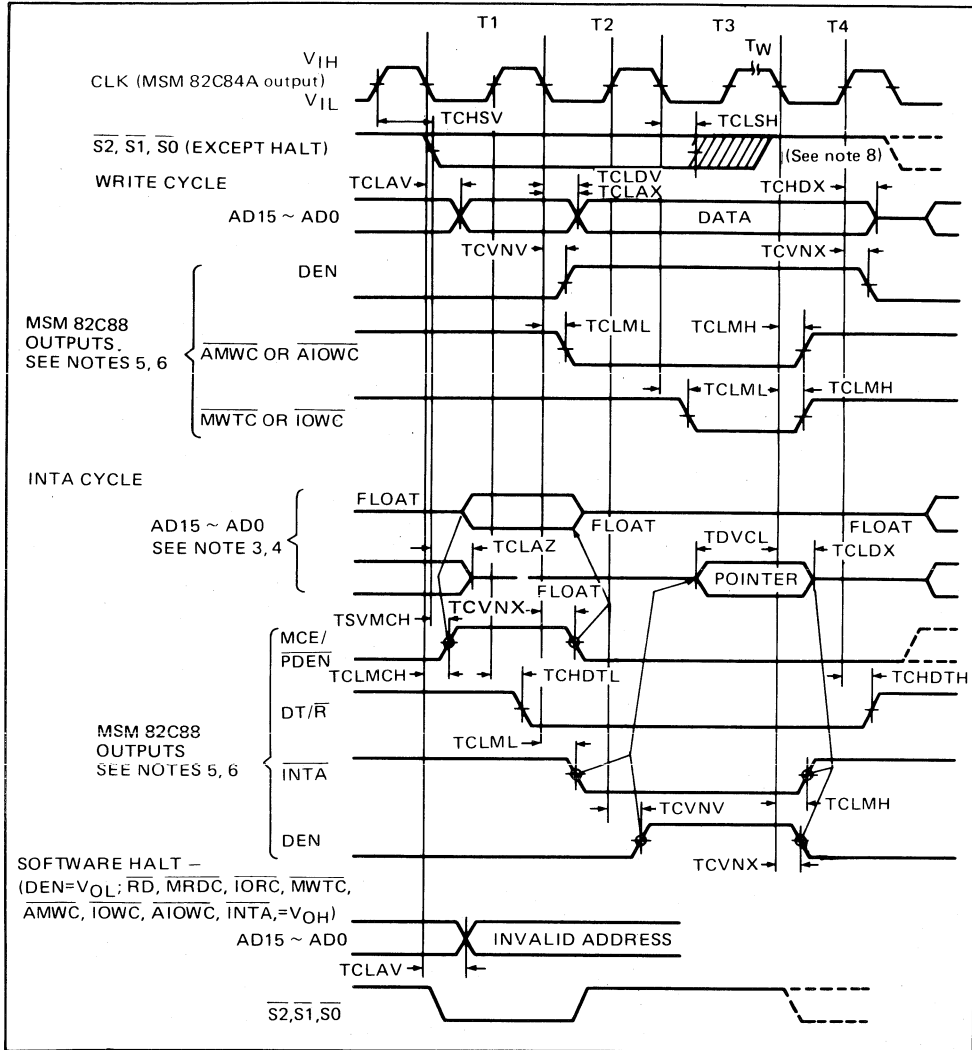 T1 T2 T3 T4
VIH
TW
CLK (MSM 82C84A output)
VIL
TCHSV
TCLSH
S2, S1, S0 (EXCEPT HALT)
(See note 8)
WRITE CYCLE
TCLAV
TCLDV
TCLAX
TCHDX
AD15 ~ AD0
DATA
TCVNV
TCVNX
DEN
MSM 82C88
OUTPUTS.
SEE NOTES 5, 6
TCLML
TCLMH
AMWC OR AIOWC
TCLML
TCLMH
MWTC OR IOWC
INTA CYCLE
FLOAT
FLOAT
FLOAT
AD15 ~ AD0
SEE NOTE 3, 4
TCLAZ
TDVCL
TCLDX
FLOAT
POINTER
TCVNX
TSVMCH
MCE/
PDEN
TCLMCH
TCHDTL
TCHDTH
DT/R
MSM 82C88
OUTPUTS
SEE NOTES 5, 6
TCLML
INTA
TCVNV
TCLMH
DEN
TCVNX
SOFTWARE HALT –
(DEN=VOL; RD, MRDC, IORC, MWTC,
AMWC, IOWC, AIOWC, INTA,=VOH)
AD15 ~ AD0
INVALID ADDRESS
TCLAV
S2,S1,S0